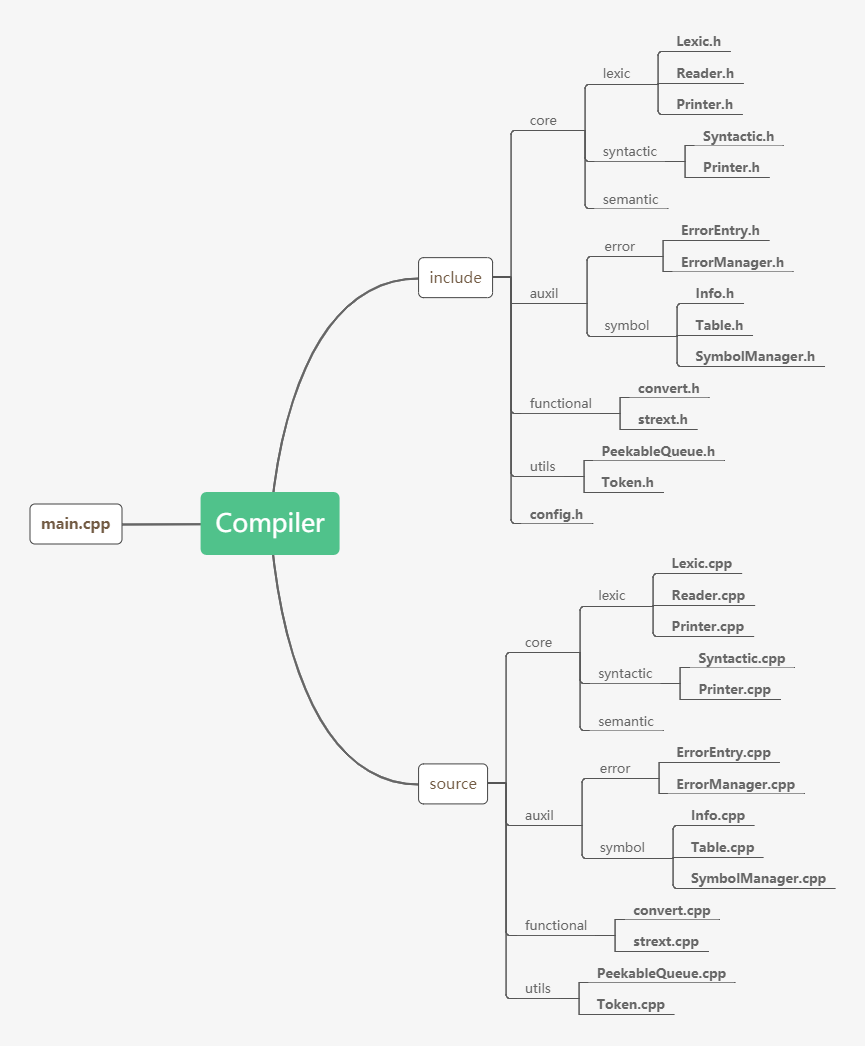 Compiler
main.cpp
include
core
lexic
Lexic.h
Reader.h
Printer.h
syntactic
Syntactic.h
Printer.h
semantic
auxil
error
ErrorEntry.h
ErrorManager.h
symbol
Info.h
Table.h
SymbolManager.h
functional
convert.h
strext.h
utils
PeekableQueue.h
Token.h
config.h
source
core
lexic
Lexic.cpp
Reader.cpp
Printer.cpp
syntactic
Syntactic.cpp
Printer.cpp
semantic
auxil
error
ErrorEntry.cpp
ErrorManager.cpp
symbol
Info.cpp
Table.cpp
SymbolManager.cpp
functional
convert.cpp
strext.cpp
utils
PeekableQueue.cpp
Token.cpp